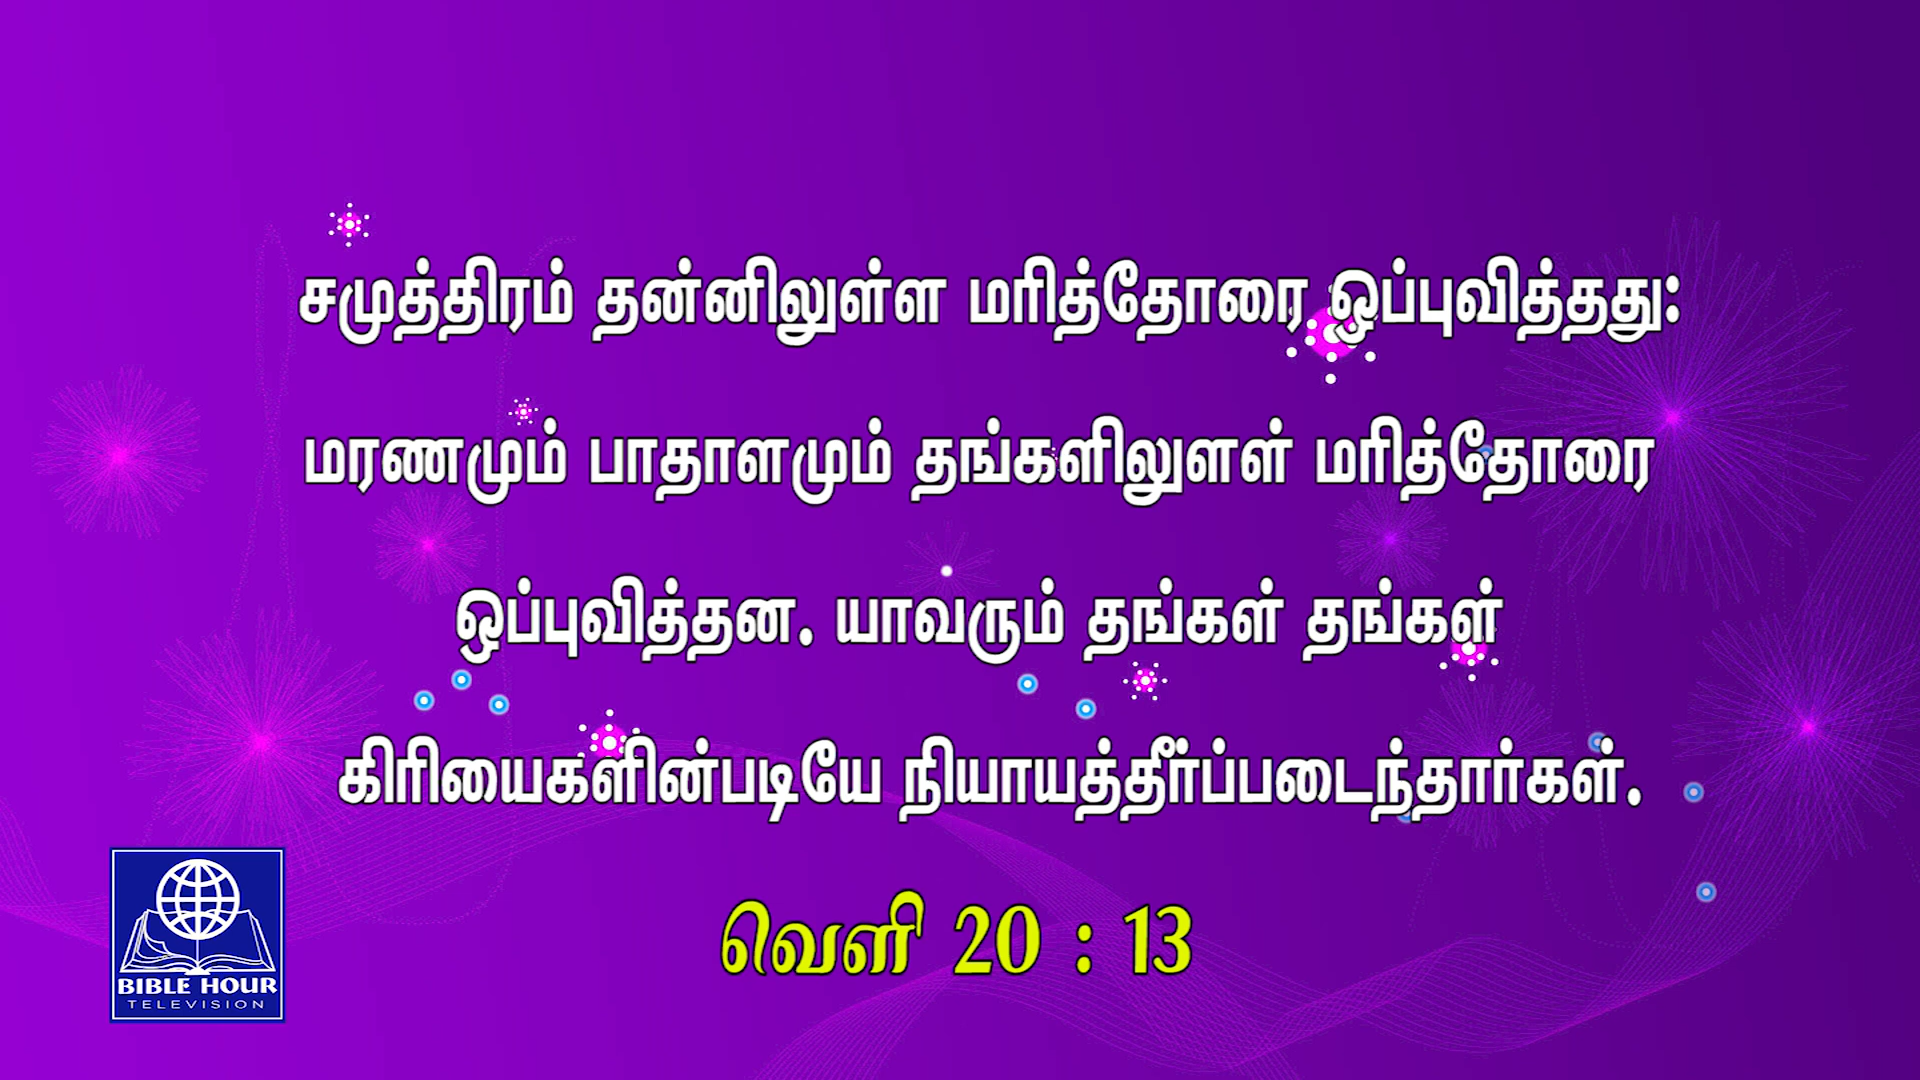 சமுத்திரம் தன்னிலுள்ள மரித்தோரை ஒப்புவித்தது:
மரணமும் பாதாளமும் தங்களிலுளள் மரித்தோரை
ஒப்புவித்தன. யாவரும் தங்கள் தங்கள்
கிரியைகளின்படியே நியாயத்தீர்ப்படைந்தார்கள்.
வெளி 20 : 13
BIBLE HOUR
TELEVISION